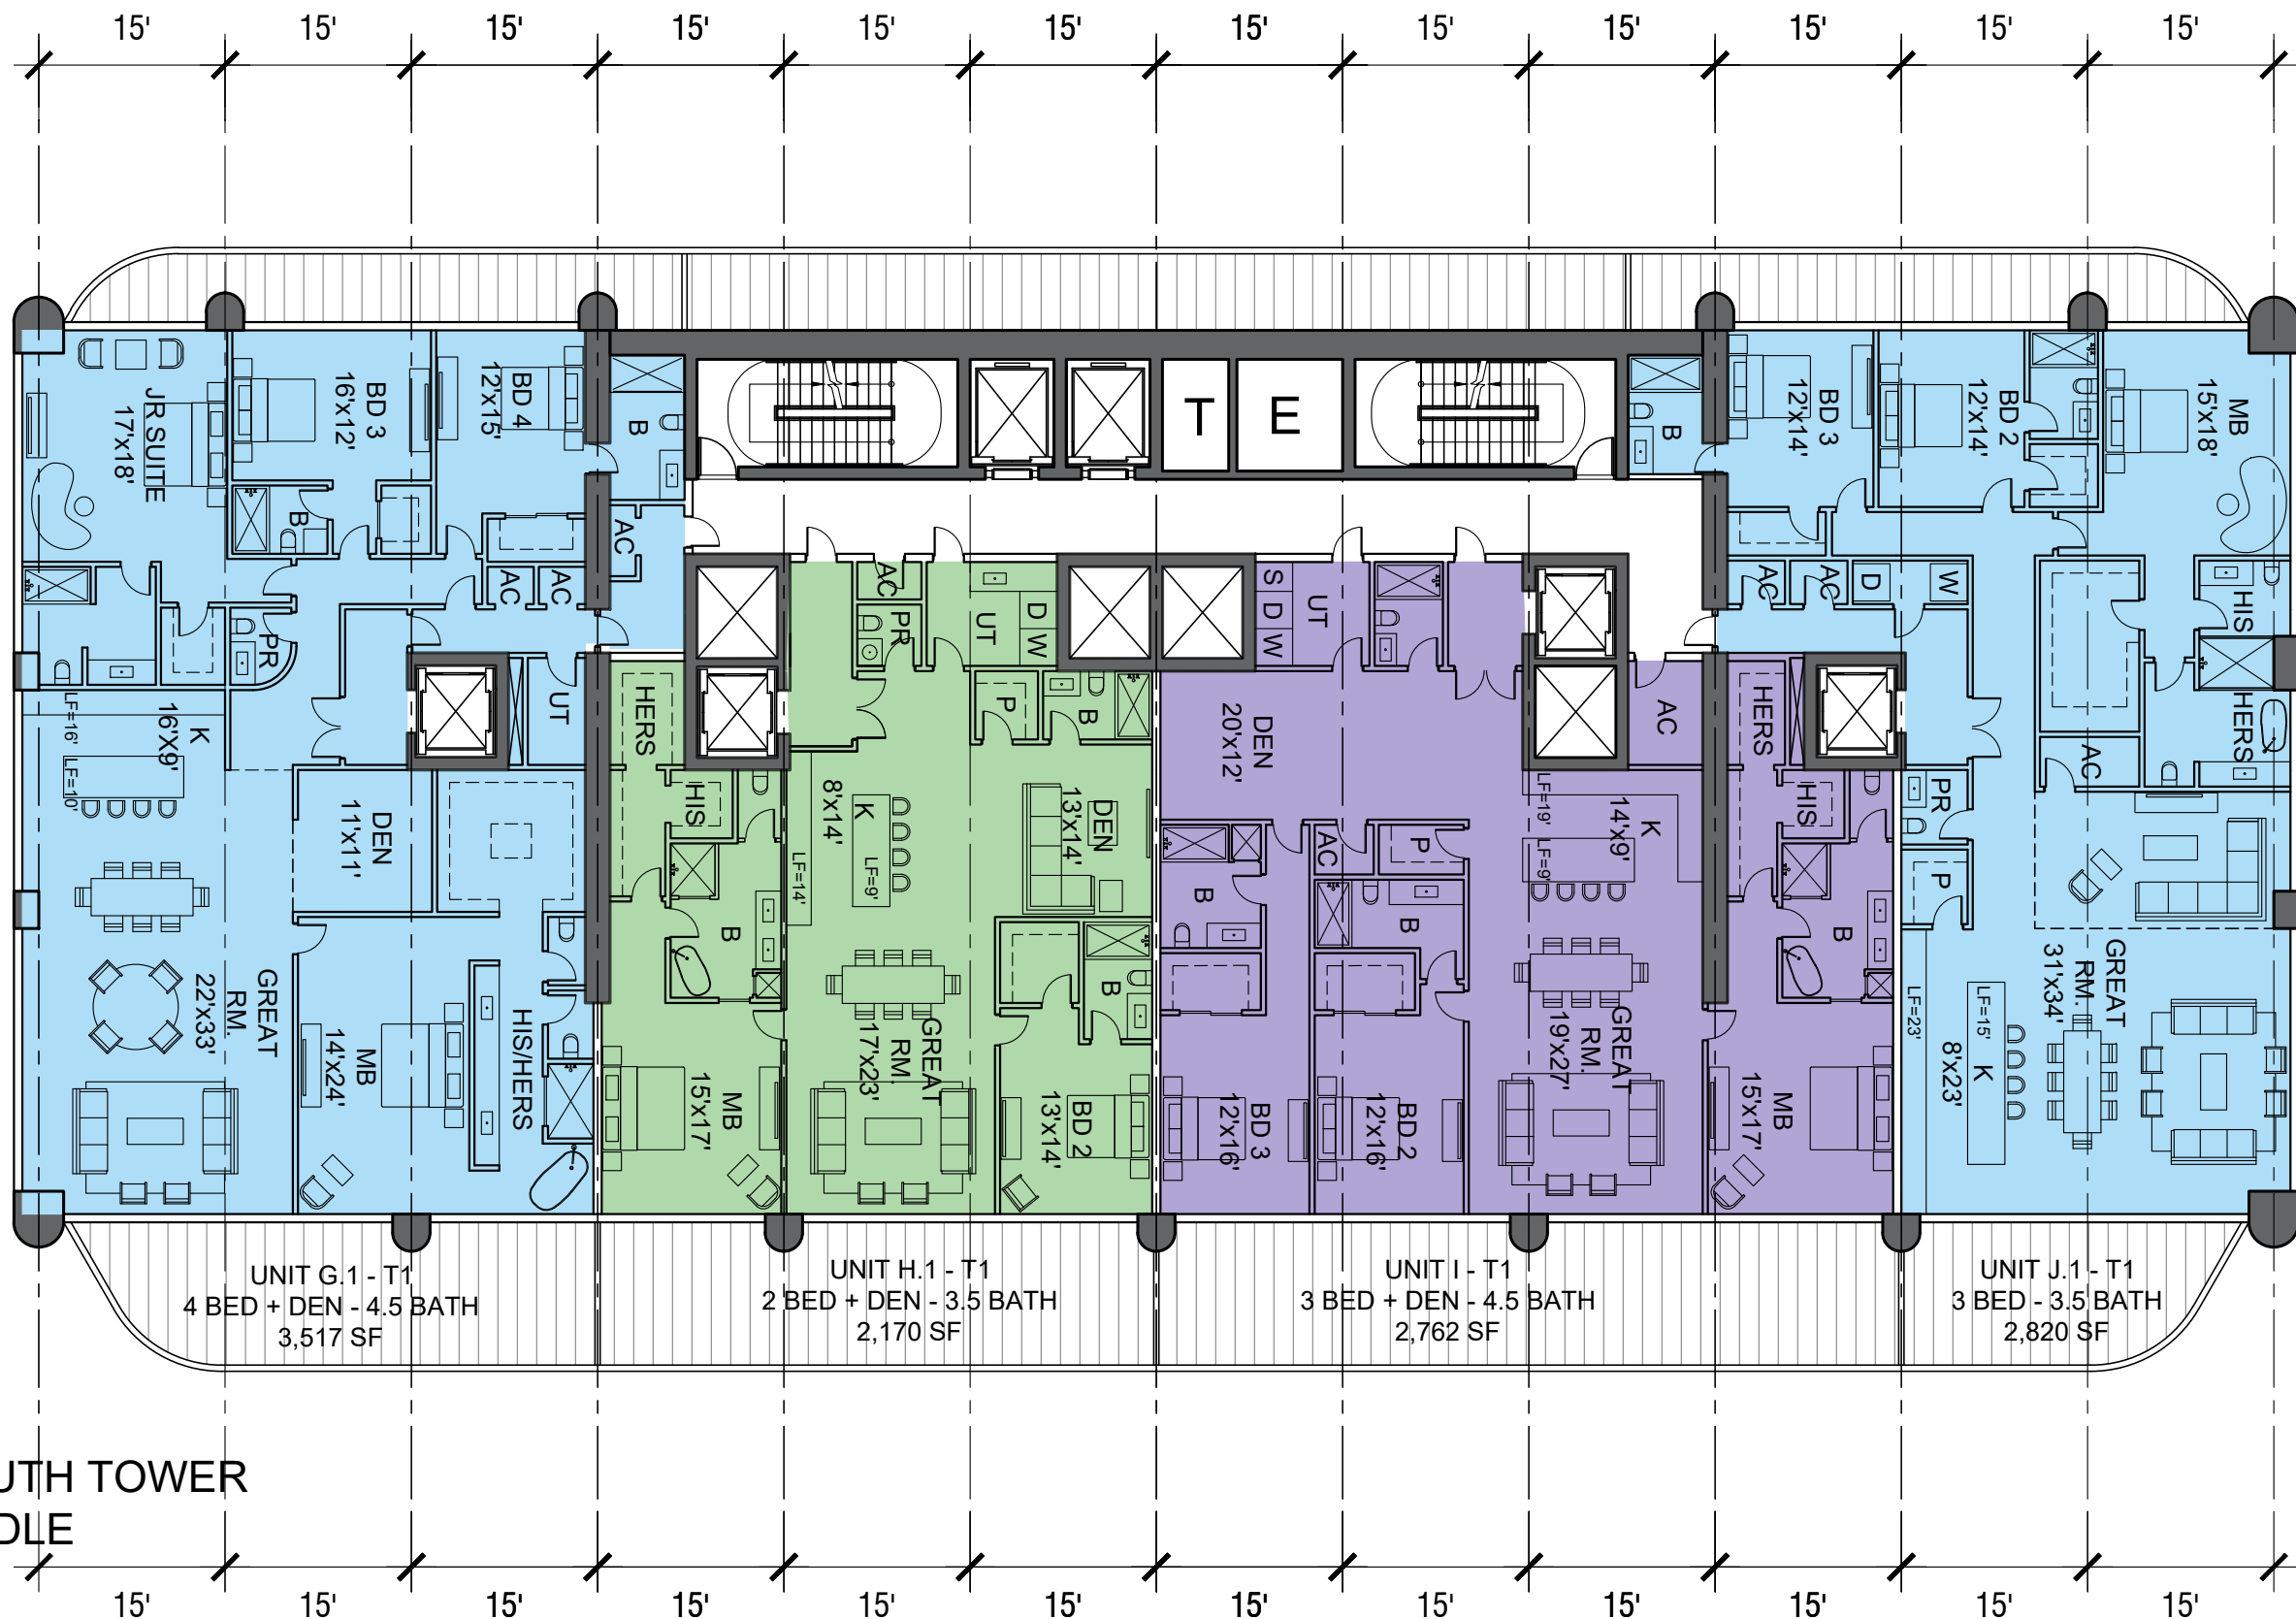 15' 15' 15' 15' 15' 15' 15' 15' 15' 15' 15' 15'
JR SUITE
17'x18'
BD 3
16'x12'
BD 4
12'x15'
B
T
E
B
BD 3
12'x14'
BD 2
12'x14'
MB
15'x18'
B
AC
AC
AC
PR
UT
AC
PR
UT
D
W
S
D
W
UT
AC
AC
D
W
HIS
HERS
K
16'X9'
LF=16'
LF=10'
HERS
HIS
P
B
DEN
20'x12'
AC
HERS
HIS
AC
PR
P
DEN
11'x11'
K
8'x14'
LF=14'
LF=9'
DEN
13'x14'
AC
P
K
14'x9'
LF=19'
LF=9'
B
B
B
B
B
GREAT
RM.
22'x33'
MB
14'x24'
HIS/HERS
MB
15'x17'
GREAT
RM.
17'x23'
BD 2
13'x14'
BD 3
12'x16'
BD 2
12'x16'
GREAT
RM.
19'x27'
MB
15'x17'
LF=23'
LF=15'
K
8'x23'
GREAT
RM.
31'x34'
UNIT G.1 - T1
4 BED + DEN - 4.5 BATH
3,517 SF
UNIT H.1 - T1
2 BED + DEN - 3.5 BATH
2,170 SF
UNIT I - T1
3 BED + DEN - 4.5 BATH
2,762 SF
UNIT J.1 - T1
3 BED - 3.5 BATH
2,820 SF
UTH TOWER
DLE
15' 15' 15' 15' 15' 15' 15' 15' 15' 15' 15' 15'